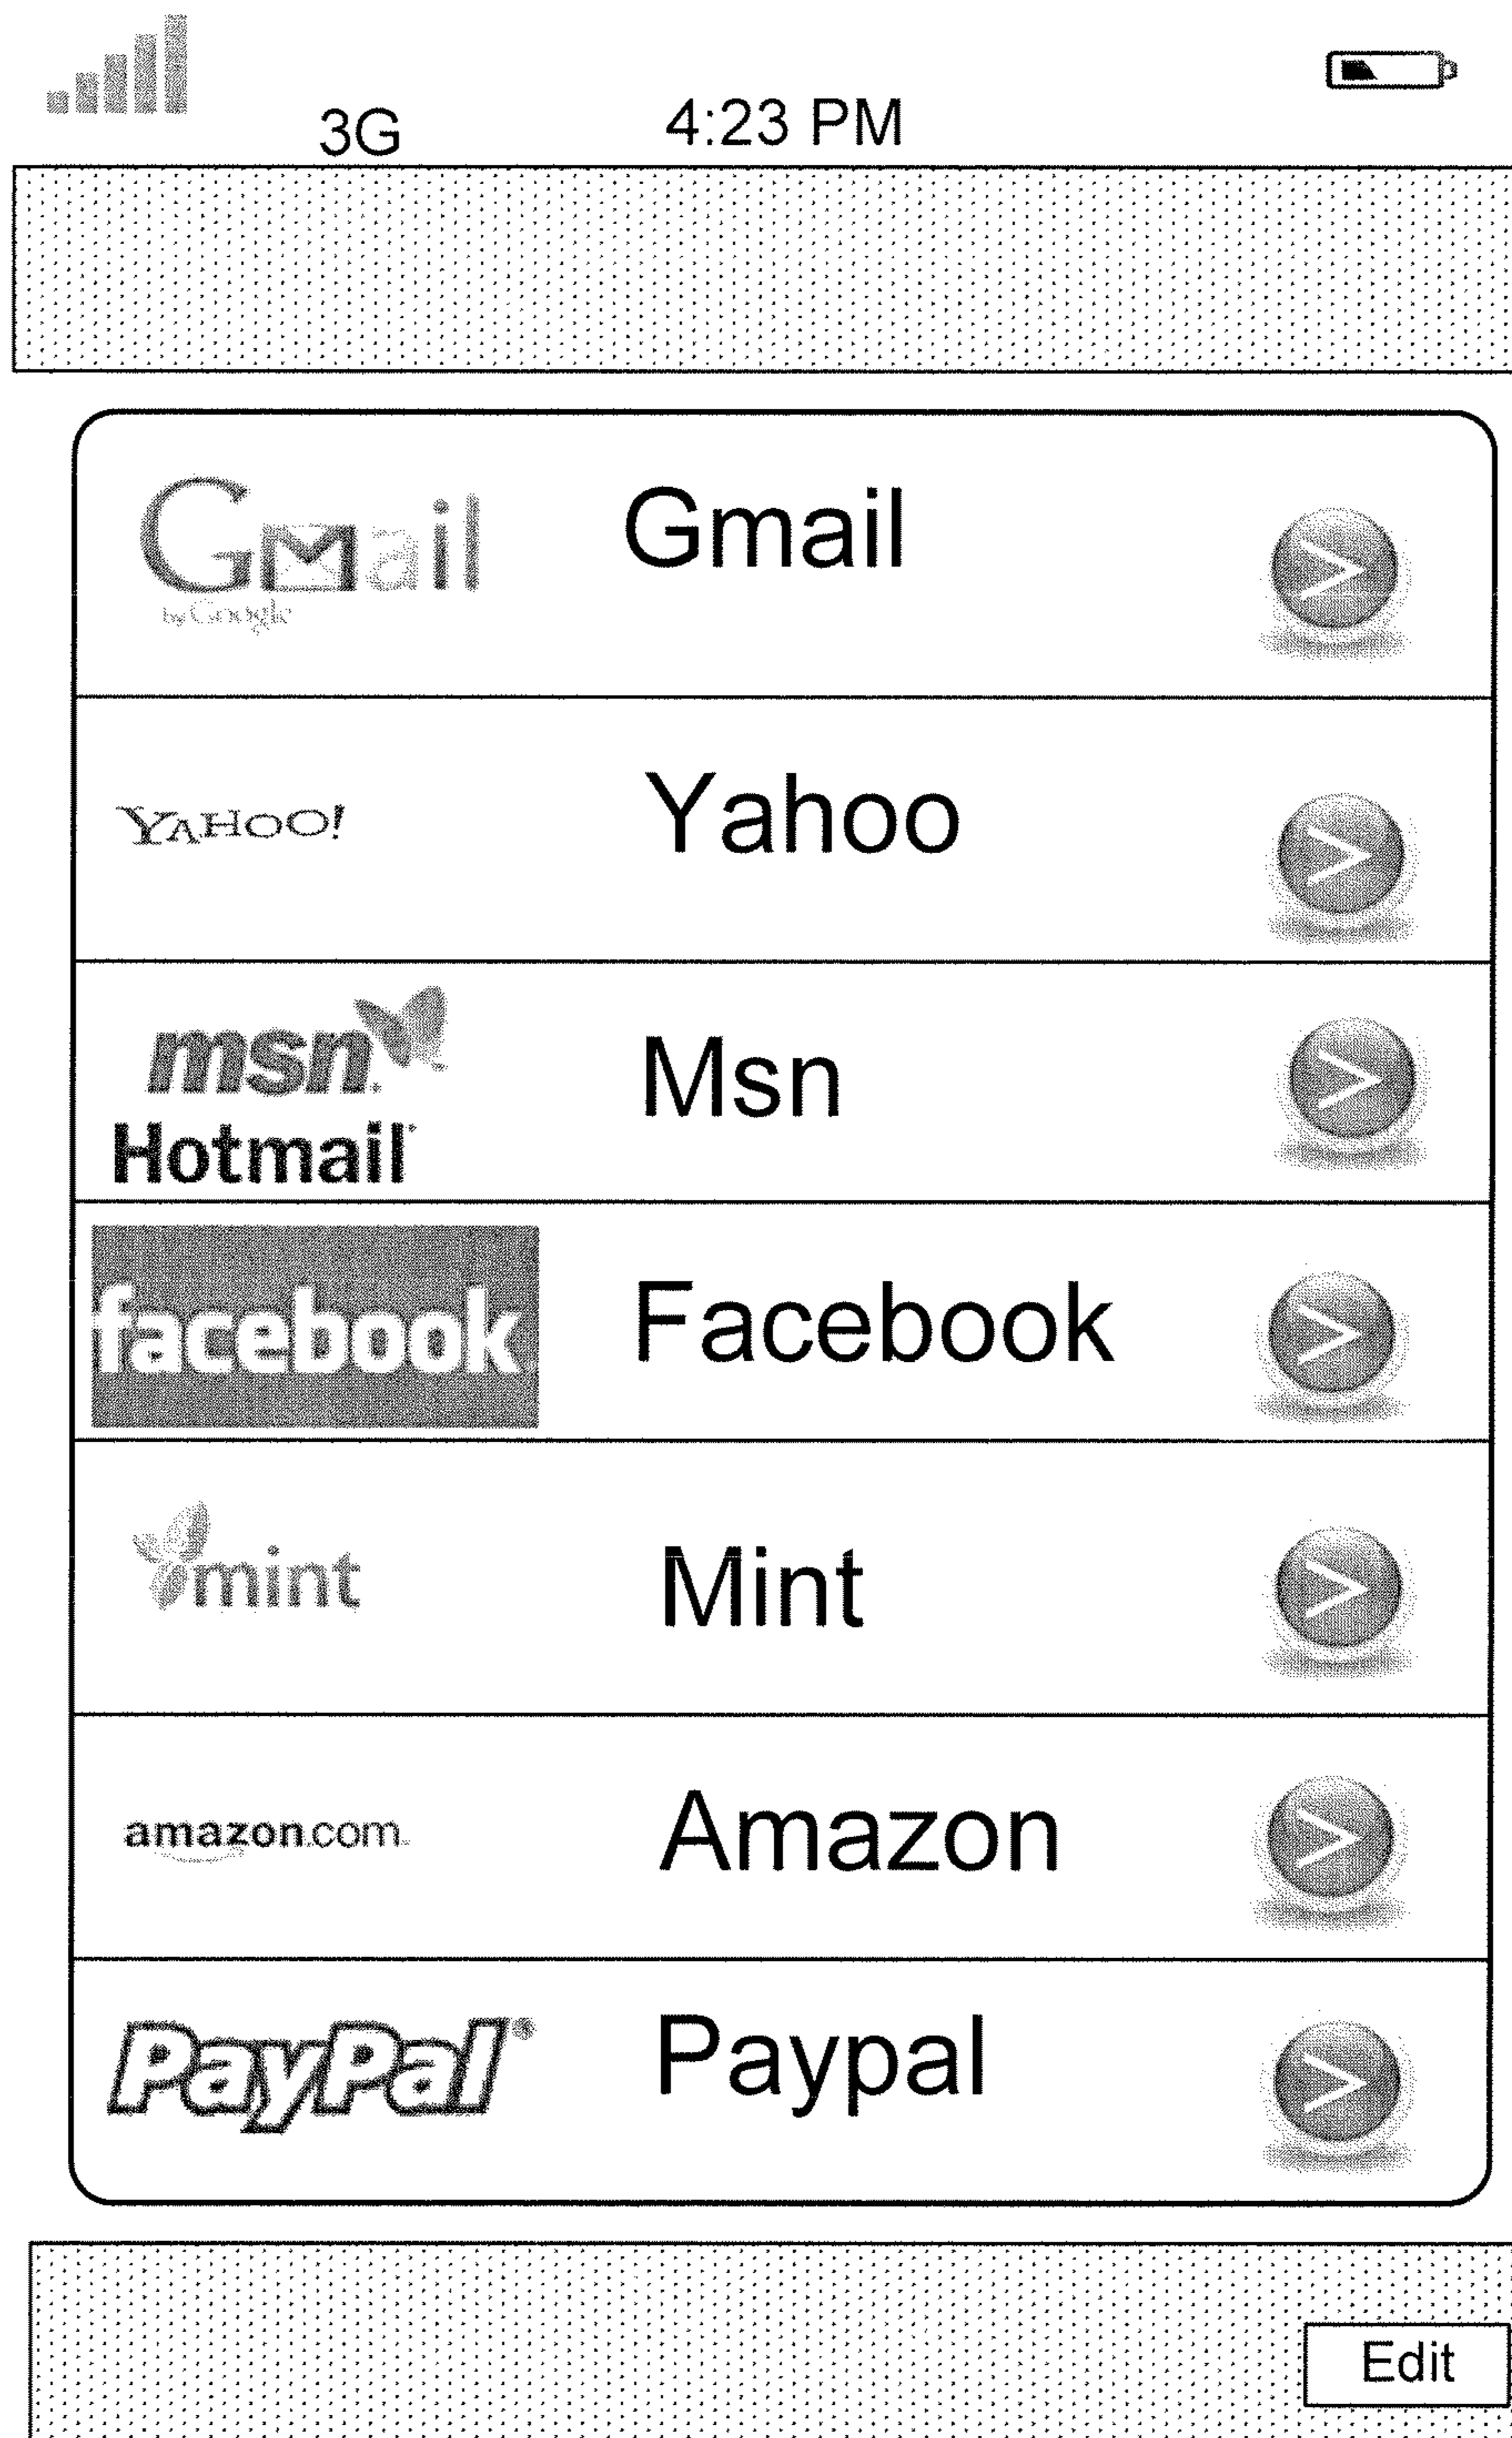 3G 4:23 PM
Gmail by Google Gmail >
YAHOO! Yahoo >
msn Hotmail Msn >
facebook Facebook >
mint Mint >
amazon.com Amazon >
PayPal® Paypal >
Edit